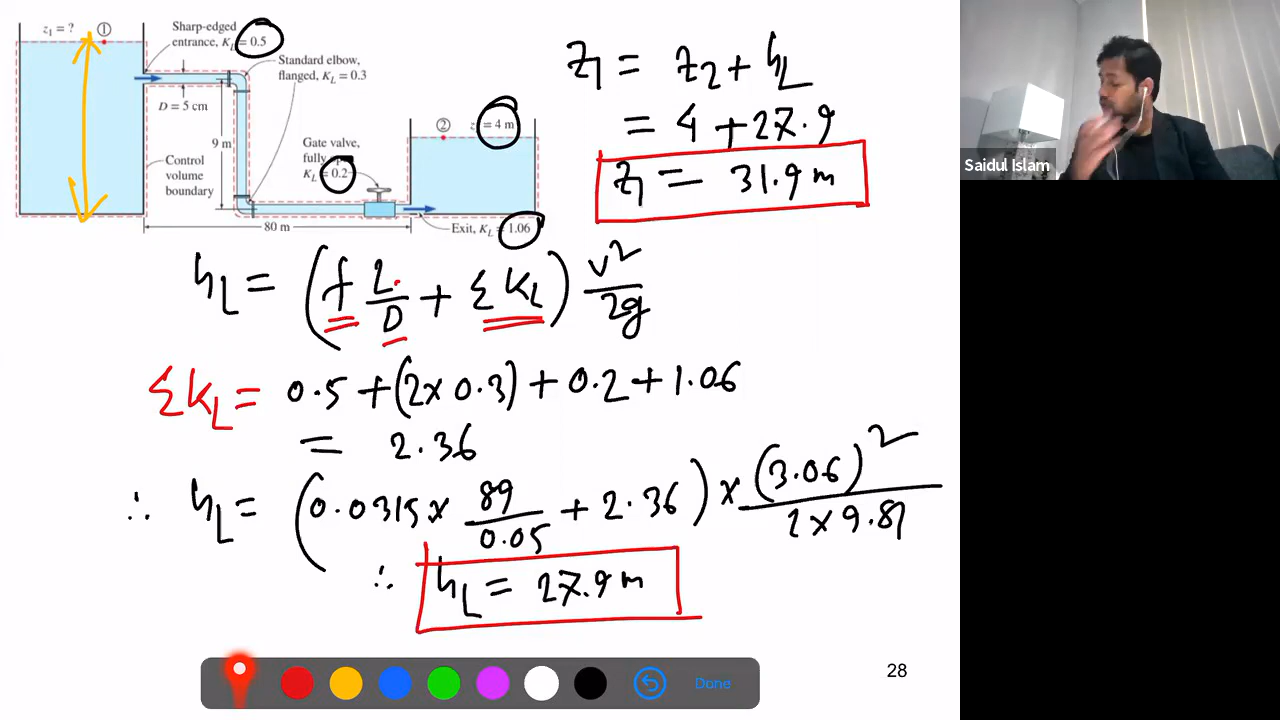 z₁ = ? ①
Sharp-edged
entrance, K_L = 0.5
Standard elbow,
flanged, K_L = 0.3
D = 5 cm
9 m
Control
volume
boundary
Gate valve,
fully
K_L = 0.2
② z = 4 m
80 m
Exit, K_L = 1.06
z₁ = z₂ + h_L
= 4 + 27.9
z₁ = 31.9 m
h_L = (f L/D + Σ K_L) V²/2g
ΣK_L = 0.5 + (2 x 0.3) + 0.2 + 1.06
= 2.36
∴ h_L = (0.0315 x 89/0.05 + 2.36) x (3.06)²/2 x 9.81
∴ h_L = 27.9 m
Saidul Islam
Done
28